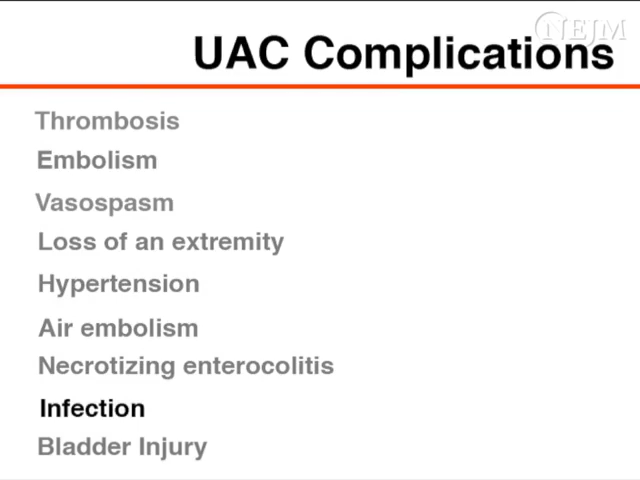 NEJM
UAC Complications
Thrombosis
Embolism
Vasospasm
Loss of an extremity
Hypertension
Air embolism
Necrotizing enterocolitis
Infection
Bladder Injury